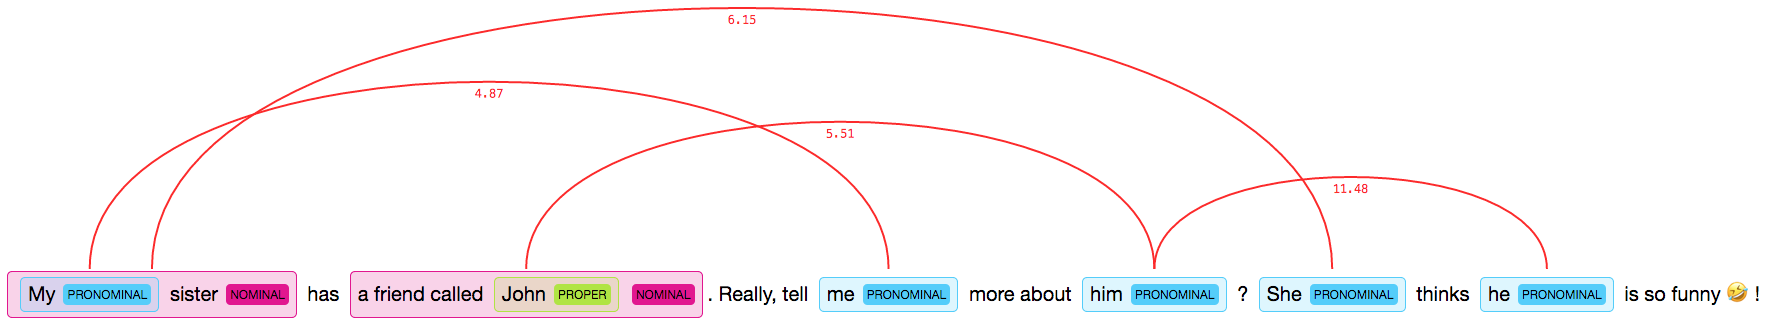 6.15
4.87
5.51
11.48
My PRONOMINAL sister NOMINAL has a friend called John PROPER NOMINAL . Really, tell me PRONOMINAL more about him PRONOMINAL ? She PRONOMINAL thinks he PRONOMINAL is so funny 🤣 !